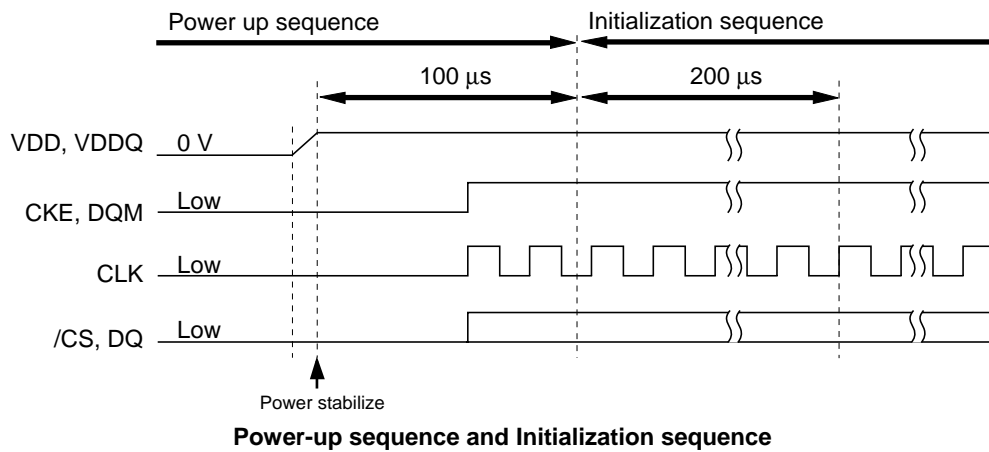 Power up sequence
Initialization sequence
100 μs
200 μs
VDD, VDDQ
0 V
CKE, DQM
Low
CLK
Low
/CS, DQ
Low
Power stabilize
Power-up sequence and Initialization sequence